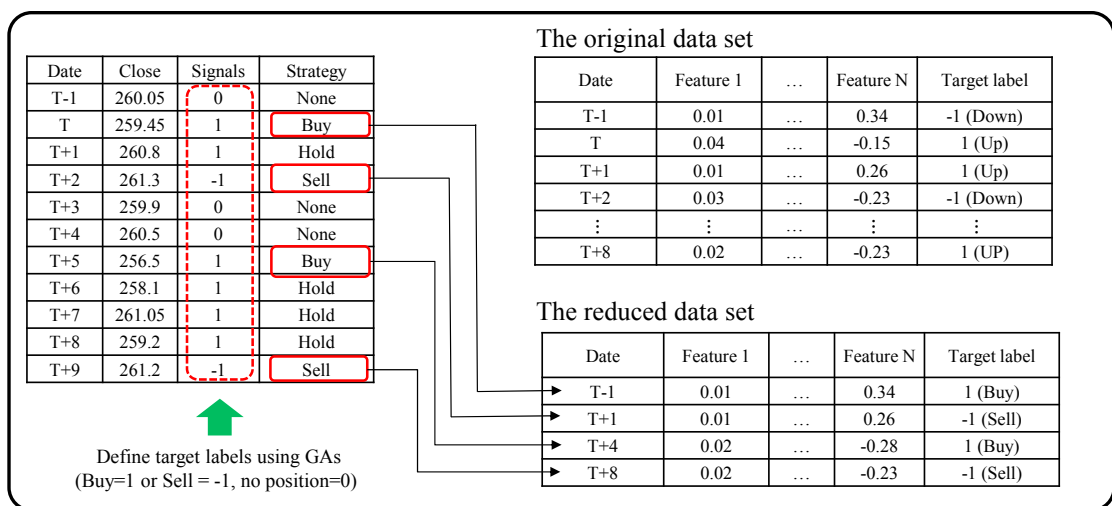 Date Close Signals Strategy
T-1 260.05 0 None
T 259.45 1 Buy
T+1 260.8 1 Hold
T+2 261.3 -1 Sell
T+3 259.9 0 None
T+4 260.5 0 None
T+5 256.5 1 Buy
T+6 258.1 1 Hold
T+7 261.05 1 Hold
T+8 259.2 1 Hold
T+9 261.2 -1 Sell
Define target labels using GAs
(Buy=1 or Sell = -1, no position=0)
The original data set
Date Feature 1 … Feature N Target label
T-1 0.01 … 0.34 -1 (Down)
T 0.04 … -0.15 1 (Up)
T+1 0.01 … 0.26 1 (Up)
T+2 0.03 … -0.23 -1 (Down)
⋮ ⋮ … ⋮ ⋮
T+8 0.02 … -0.23 1 (UP)
The reduced data set
Date Feature 1 … Feature N Target label
T-1 0.01 … 0.34 1 (Buy)
T+1 0.01 … 0.26 -1 (Sell)
T+4 0.02 … -0.28 1 (Buy)
T+8 0.02 … -0.23 -1 (Sell)